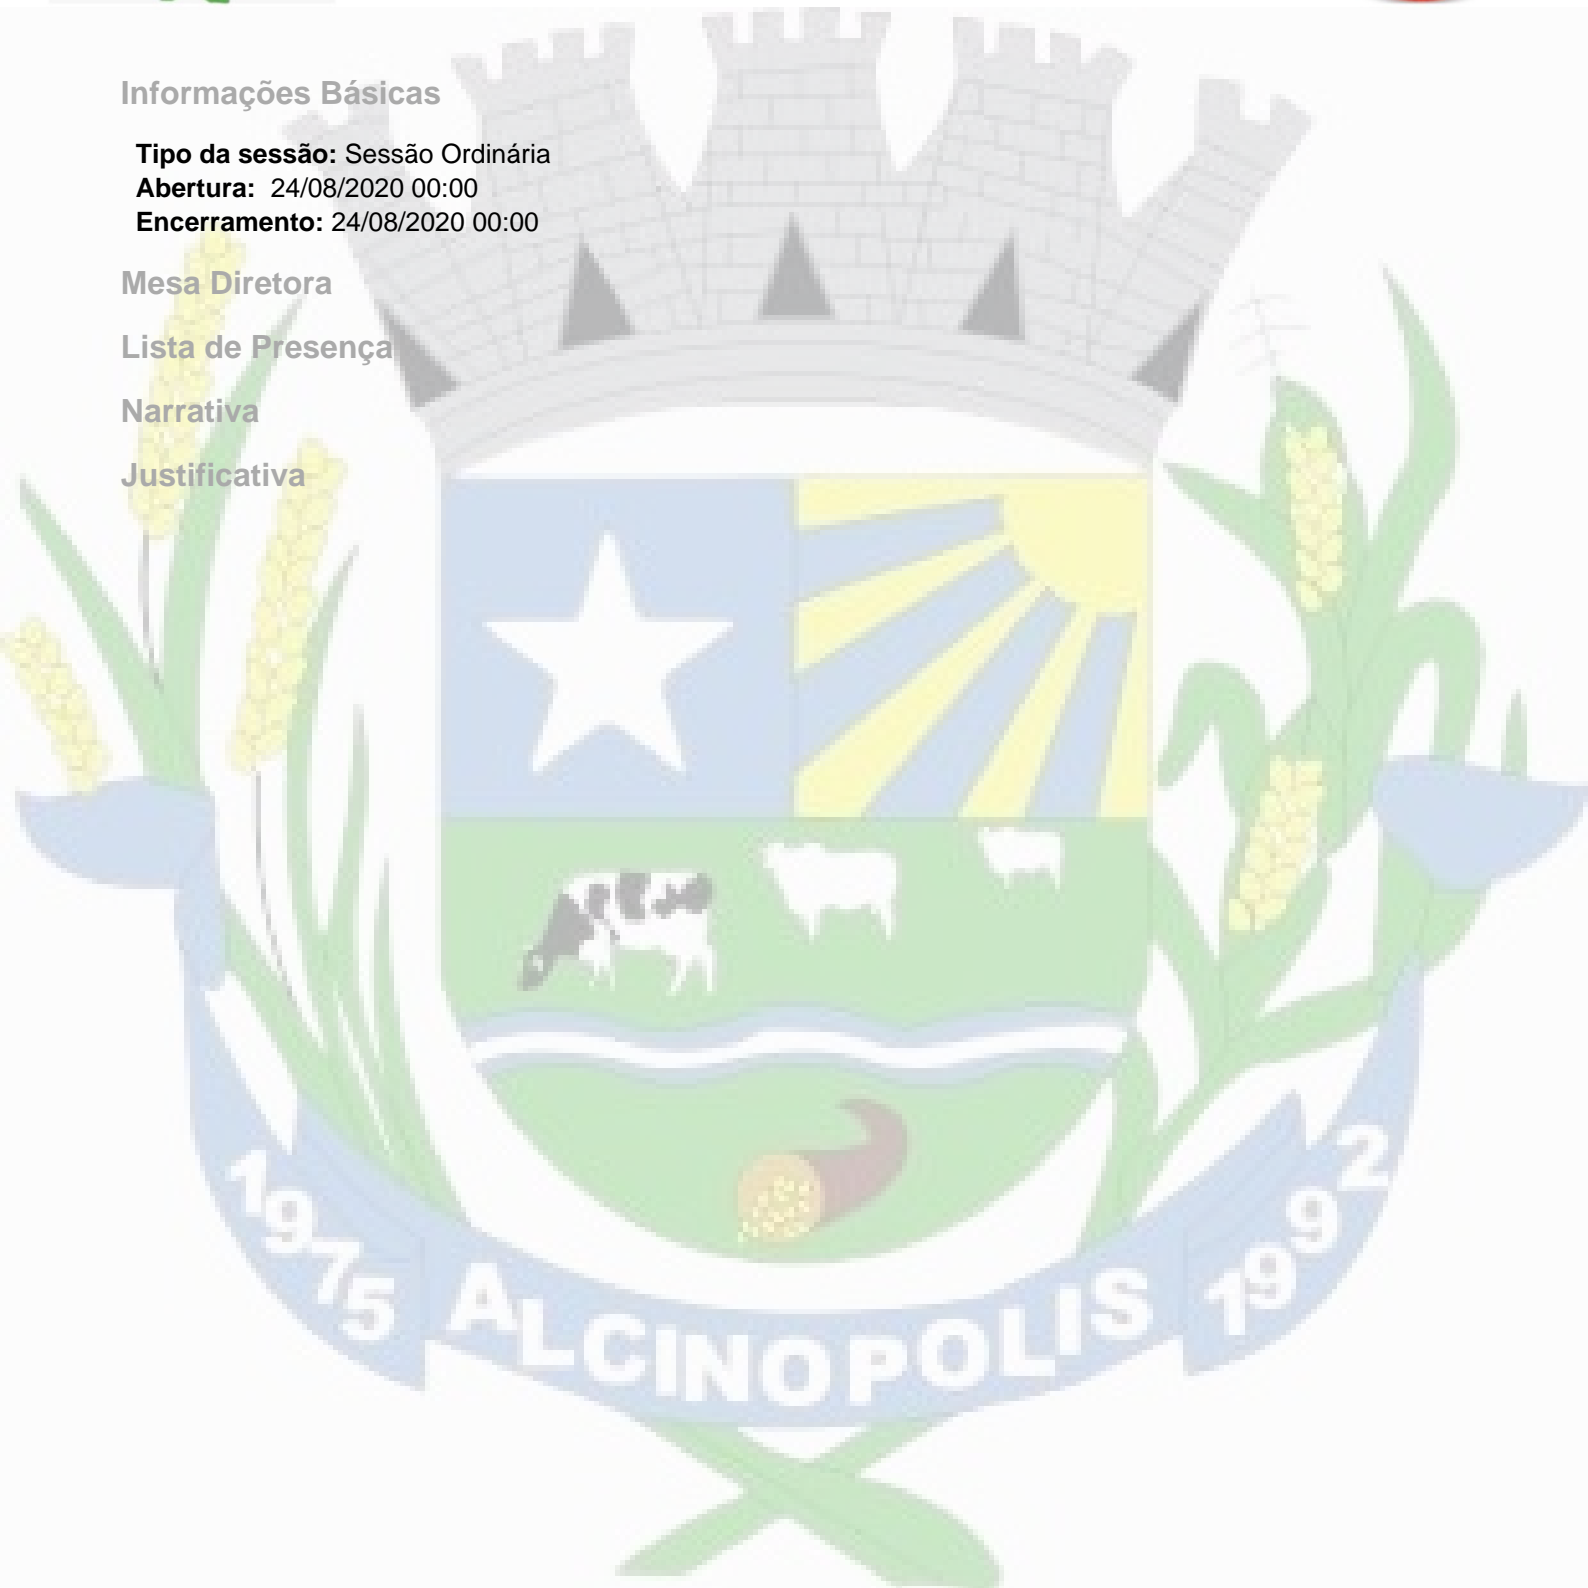 Informações Básicas
Tipo da sessão: Sessão Ordinária
Abertura: 24/08/2020 00:00
Encerramento: 24/08/2020 00:00
Mesa Diretora
Lista de Presença
Narrativa
Justificativa
1975 ALCINOPOLIS 1992